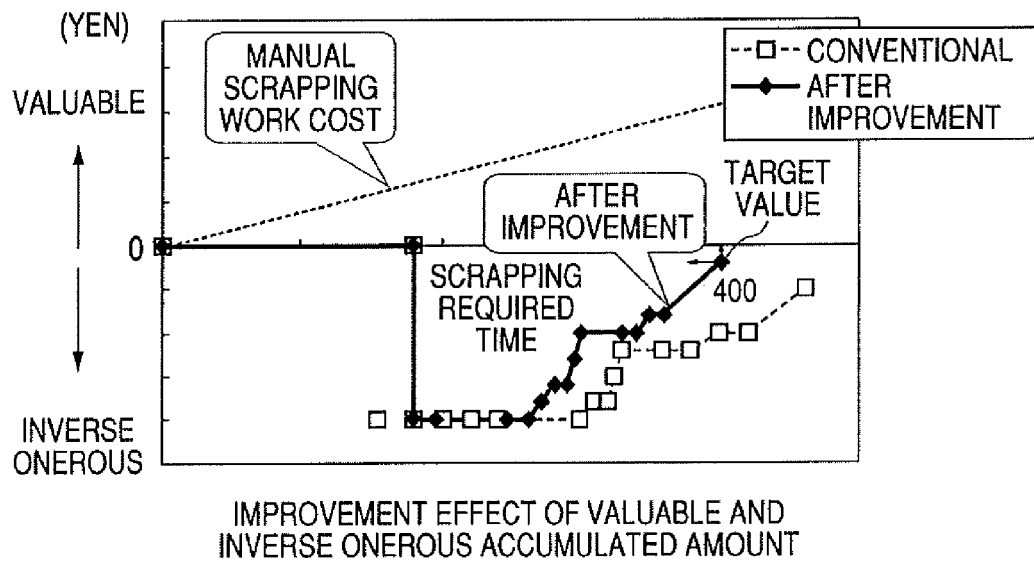 (YEN)
VALUABLE
0
INVERSE
ONEROUS
MANUAL
SCRAPPING
WORK COST
CONVENTIONAL
AFTER
IMPROVEMENT
AFTER
IMPROVEMENT
TARGET
VALUE
SCRAPPING
REQUIRED
TIME
400
IMPROVEMENT EFFECT OF VALUABLE AND
INVERSE ONEROUS ACCUMULATED AMOUNT